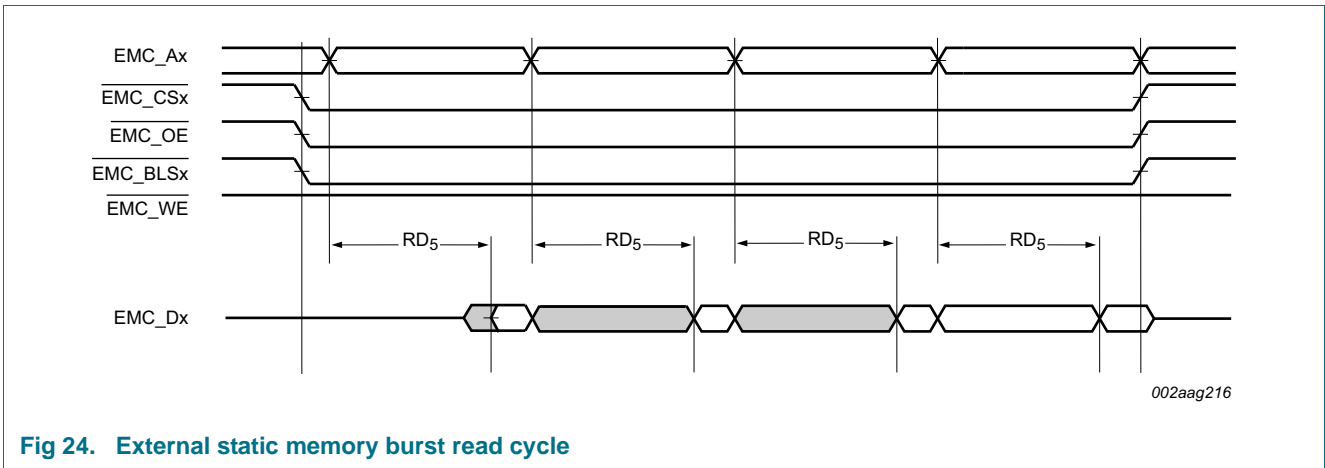 EMC_Ax
EMC_CSx
EMC_OE
EMC_BLSx
EMC_WE
RD5 RD5 RD5 RD5
EMC_Dx
002aag216
Fig 24. External static memory burst read cycle